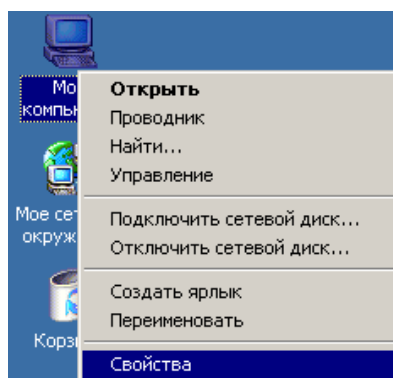 Мо
компь
Мое сет
окруж
Корз
Открыть
Проводник
Найти...
Управление
Подключить сетевой диск...
Отключить сетевой диск...
Создать ярлык
Переименовать
Свойства